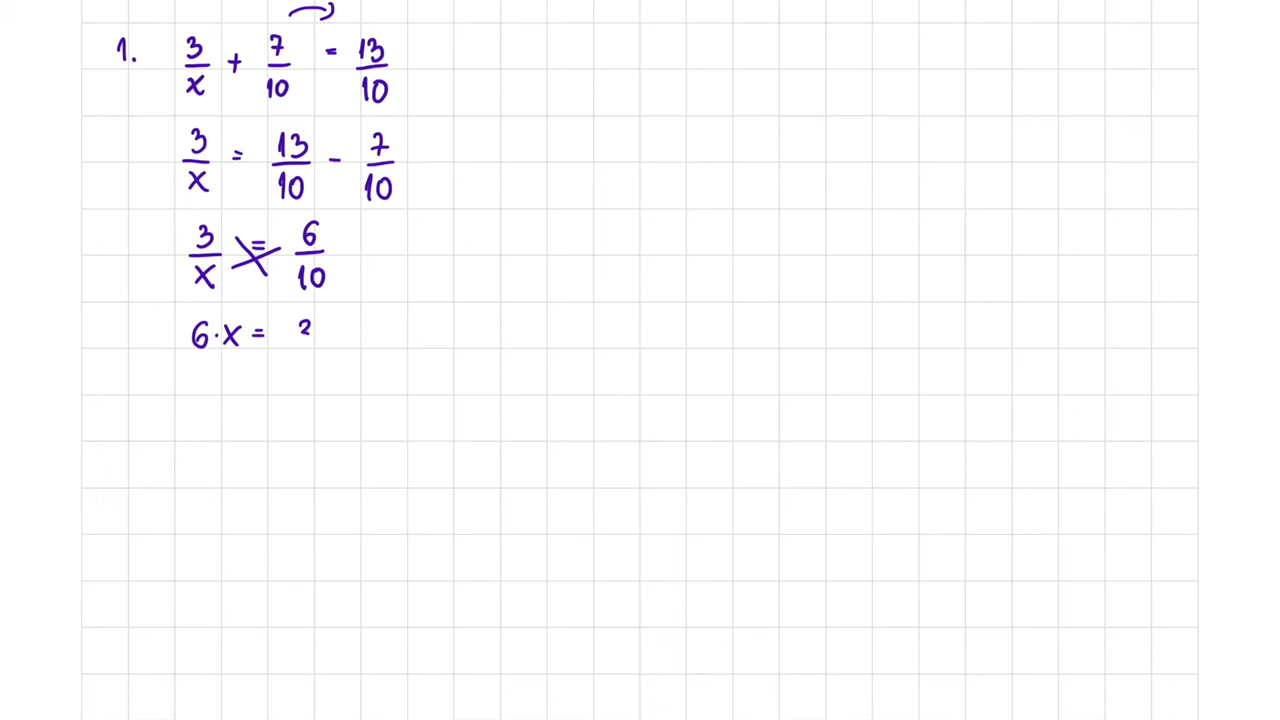 1. 3/x + 7/10 = 13/10
3/x = 13/10 - 7/10
3/x = 6/10
6·x =